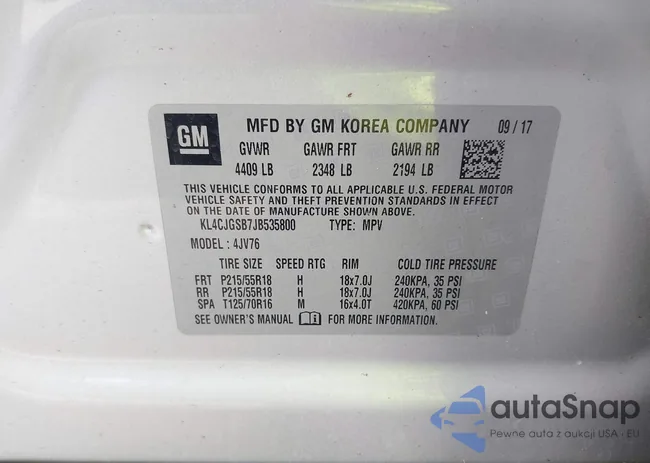 GM MFD BY GM KOREA COMPANY 09 / 17
GVWR GAWR FRT GAWR RR
4409 LB 2348 LB 2194 LB
THIS VEHICLE CONFORMS TO ALL APPLICABLE U.S. FEDERAL MOTOR
VEHICLE SAFETY AND THEFT PREVENTION STANDARDS IN EFFECT
ON THE DATE OF MANUFACTURE SHOWN ABOVE.
KL4CJGSB7JB535800 TYPE: MPV
MODEL: 4JV76
TIRE SIZE SPEED RTG RIM COLD TIRE PRESSURE
FRT P215/55R18 H 18x7.0J 240KPA, 35 PSI
RR P215/55R18 H 18x7.0J 240KPA, 35 PSI
SPA T125/70R16 M 16x4.0T 420KPA, 60 PSI
SEE OWNER'S MANUAL i FOR MORE INFORMATION.
autaSnap
Pewne auta z aukcji USA - EU